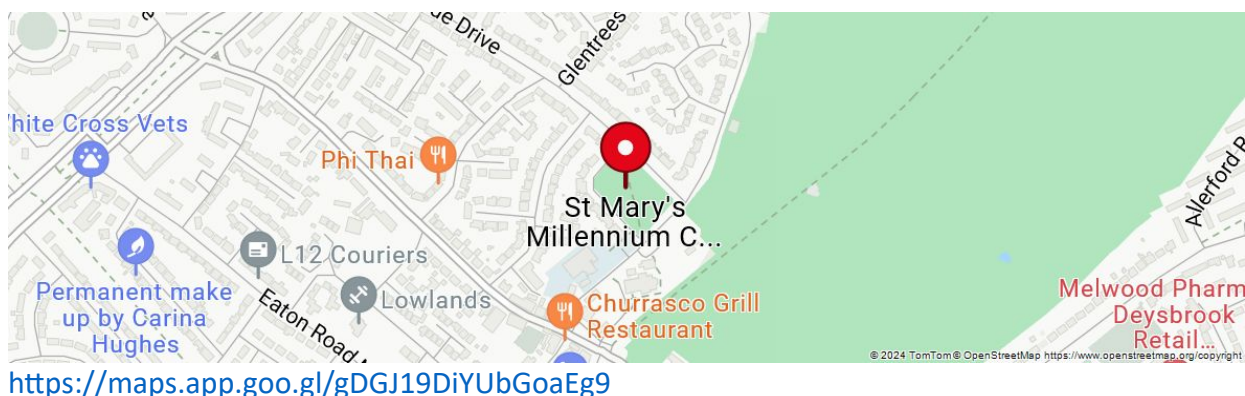 de Drive
Glentrees
hite Cross Vets
Phi Thai
St Mary's
Millennium C...
L12 Couriers
Lowlands
Allerford R
Permanent make
up by Carina
Hughes
Eaton Road
Churrasco Grill
Restaurant
Melwood Pharm
Deysbrook
Retail...
© 2024 TomTom © OpenStreetMap https://www.openstreetmap.org/copyright
https://maps.app.goo.gl/gDGJ19DiYUbGoaEg9